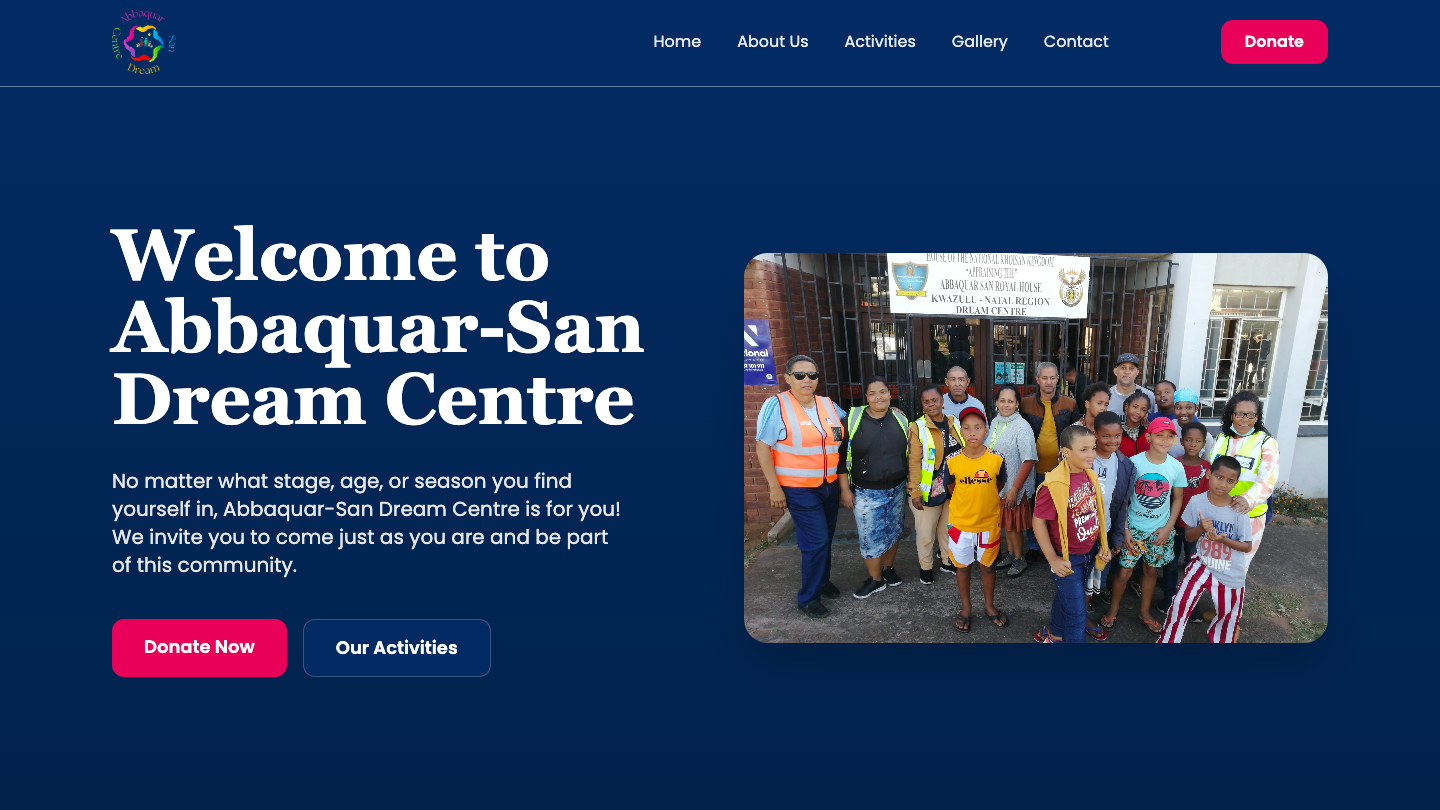 Abbaquar
San
Centre
Dream
Home
About Us
Activities
Gallery
Contact
Donate
Welcome to
Abbaquar-San
Dream Centre
No matter what stage, age, or season you find
yourself in, Abbaquar-San Dream Centre is for you!
We invite you to come just as you are and be part
of this community.
Donate Now
Our Activities
HOUSE OF THE NATIONAL KHOISAN KINGDOM
"APPRAISING THE"
ABBAQUAR SAN ROYAL HOUSE
KWAZULU - NATAL REGION
DREAM CENTRE
ellesse